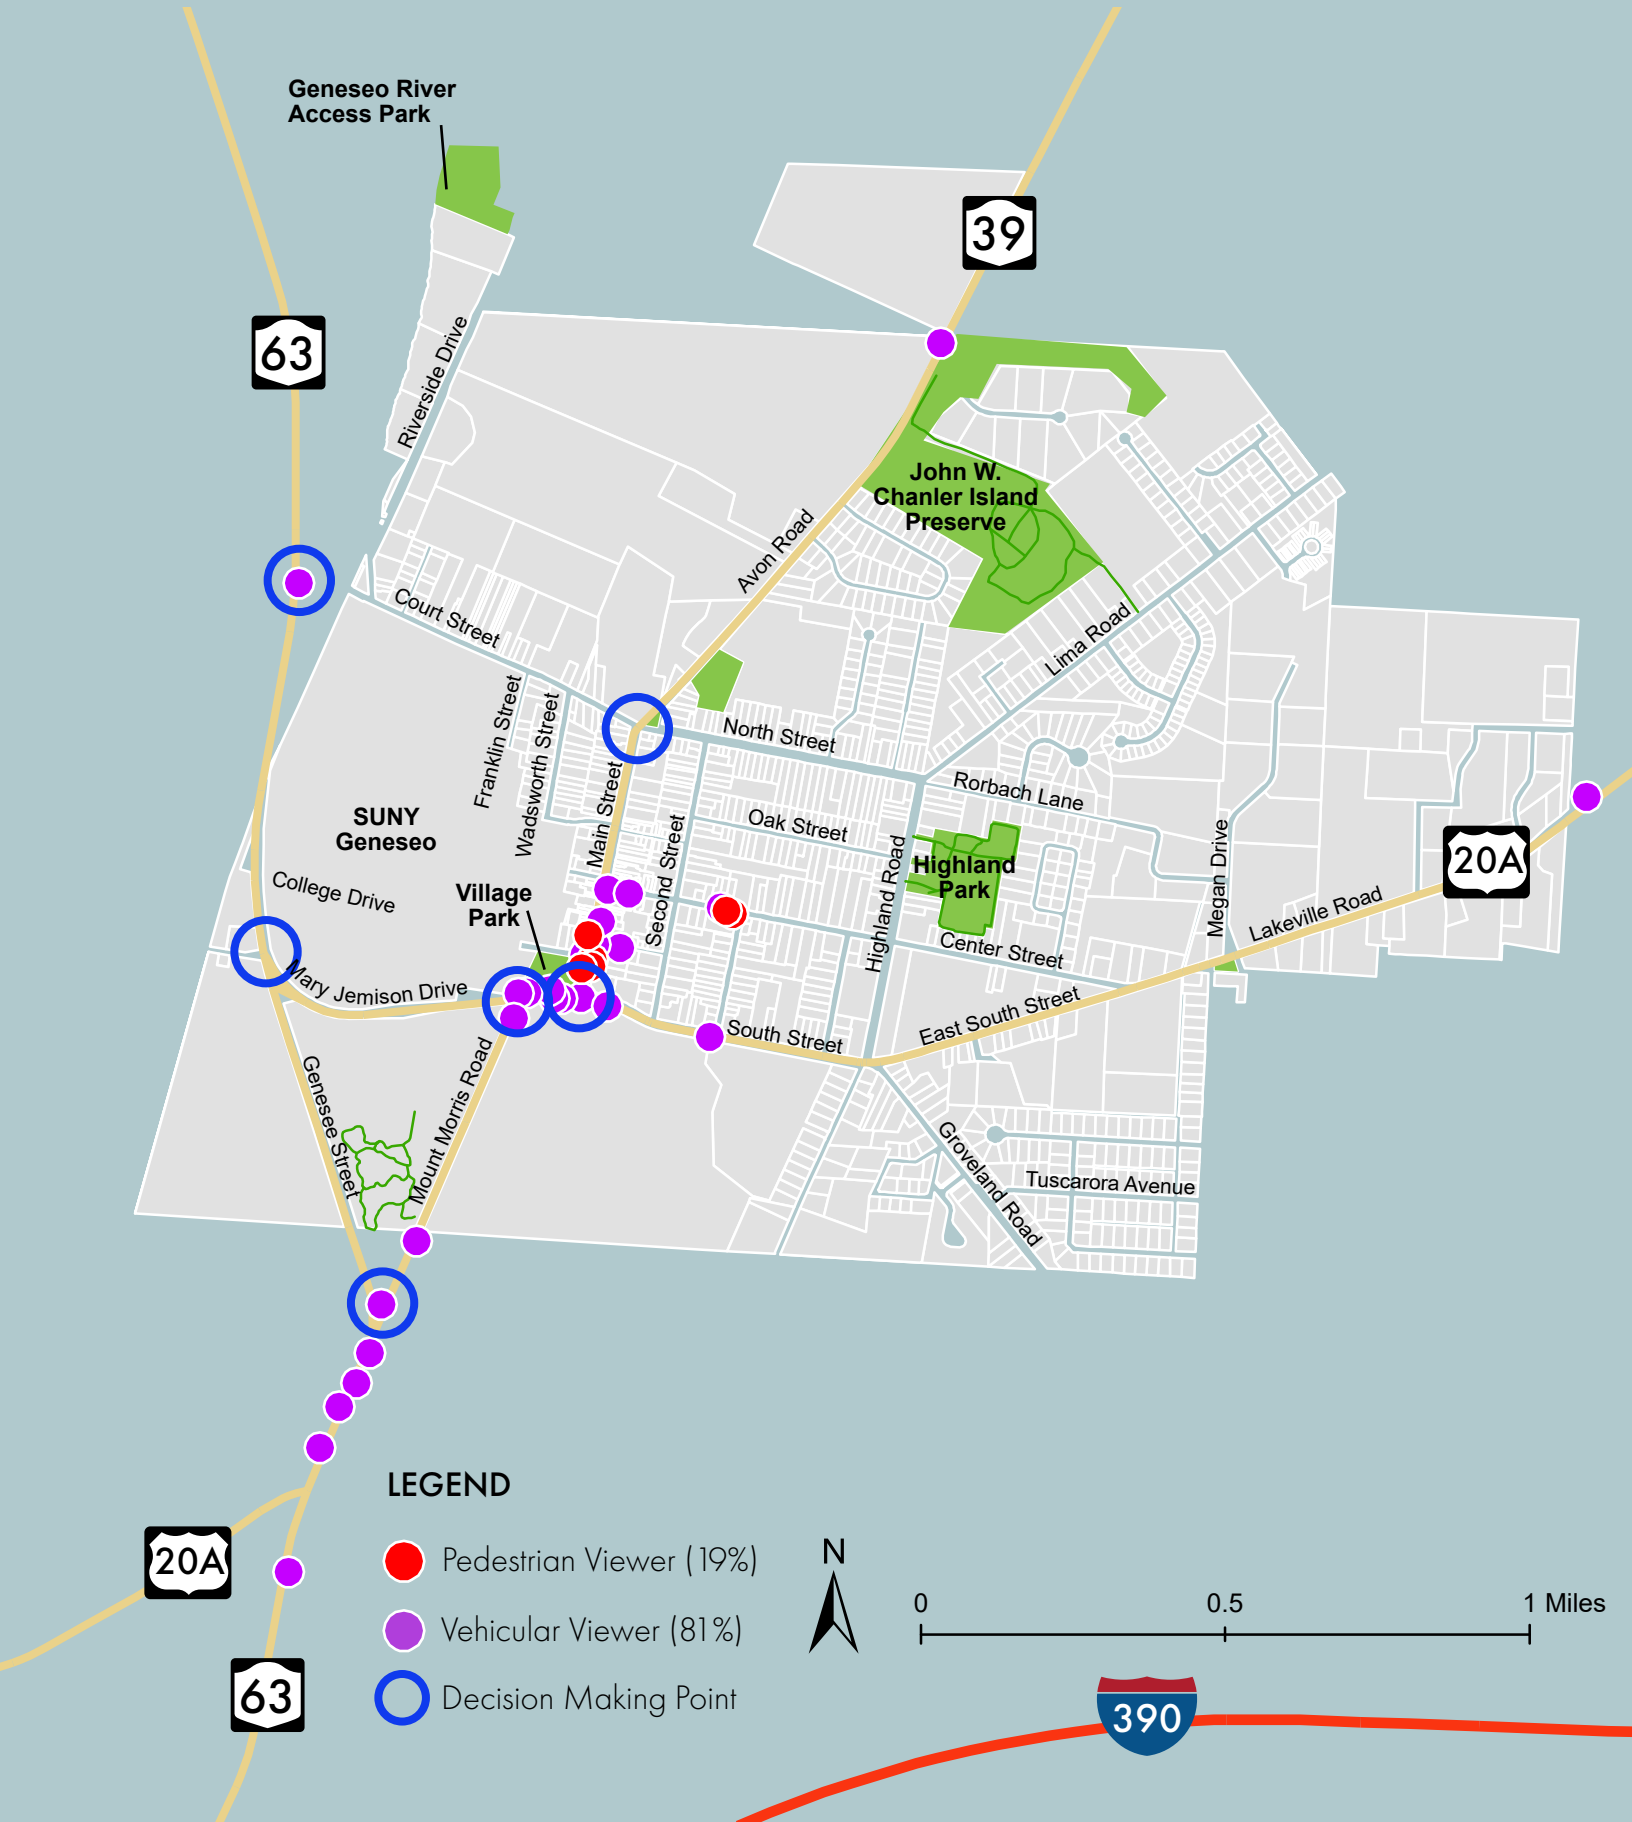 Geneseo River
Access Park
39
63
Riverside Drive
John W.
Chanler Island
Preserve
Avon Road
Court Street
Lima Road
Franklin Street
Wadsworth Street
North Street
Main Street
Rorbach Lane
SUNY
Geneseo
Oak Street
Second Street
Highland Road
Highland
Park
Megan Drive
20A
College Drive
Village
Park
Lakeville Road
Center Street
Mary Jemison Drive
East South Street
South Street
Genesee Street
Mount Morris Road
Groveland Road
Tuscarora Avenue
LEGEND
Pedestrian Viewer (19%)
Vehicular Viewer (81%)
Decision Making Point
N
0 0.5 1 Miles
20A
63
390